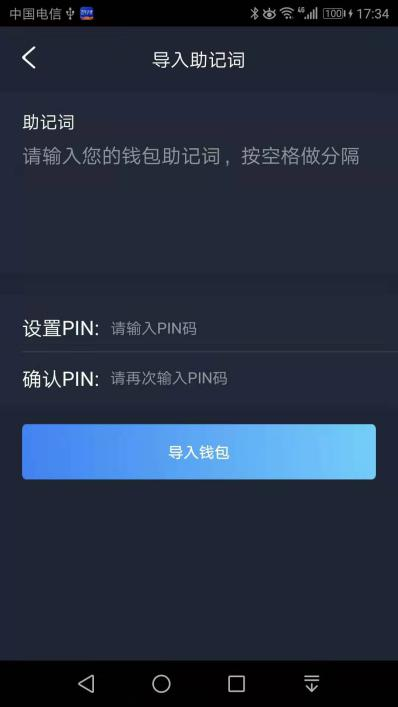 中国电信
4G 100 17:34
导入助记词
助记词
请输入您的钱包助记词，按空格做分隔
设置PIN: 请输入PIN码
确认PIN: 请再次输入PIN码
导入钱包